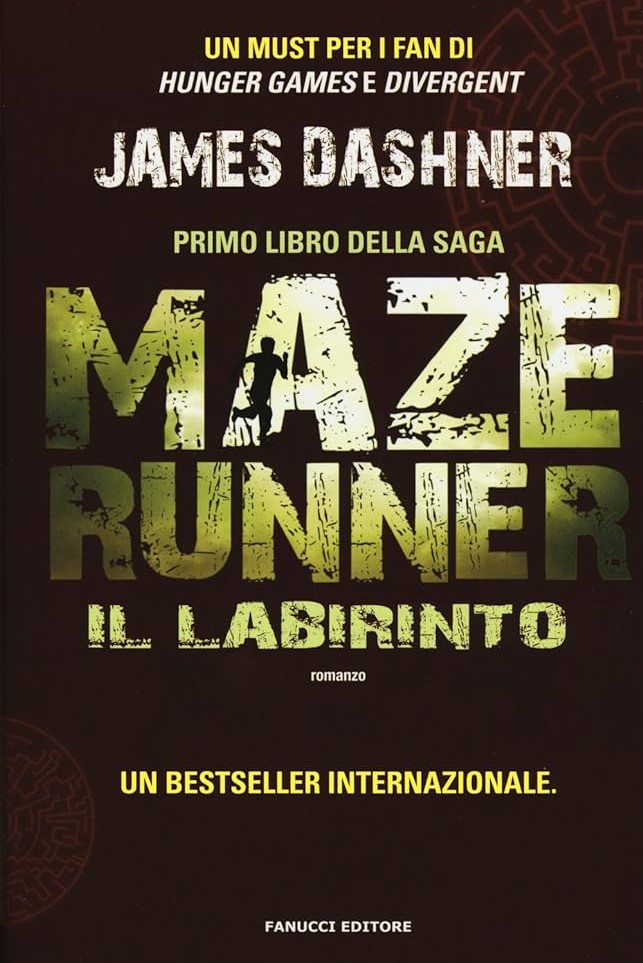 UN MUST PER I FAN DI
HUNGER GAMES E DIVERGENT
JAMES DASHNER
PRIMO LIBRO DELLA SAGA
MAZE
RUNNER
IL LABIRINTO
romanzo
UN BESTSELLER INTERNAZIONALE.
FANUCCI EDITORE